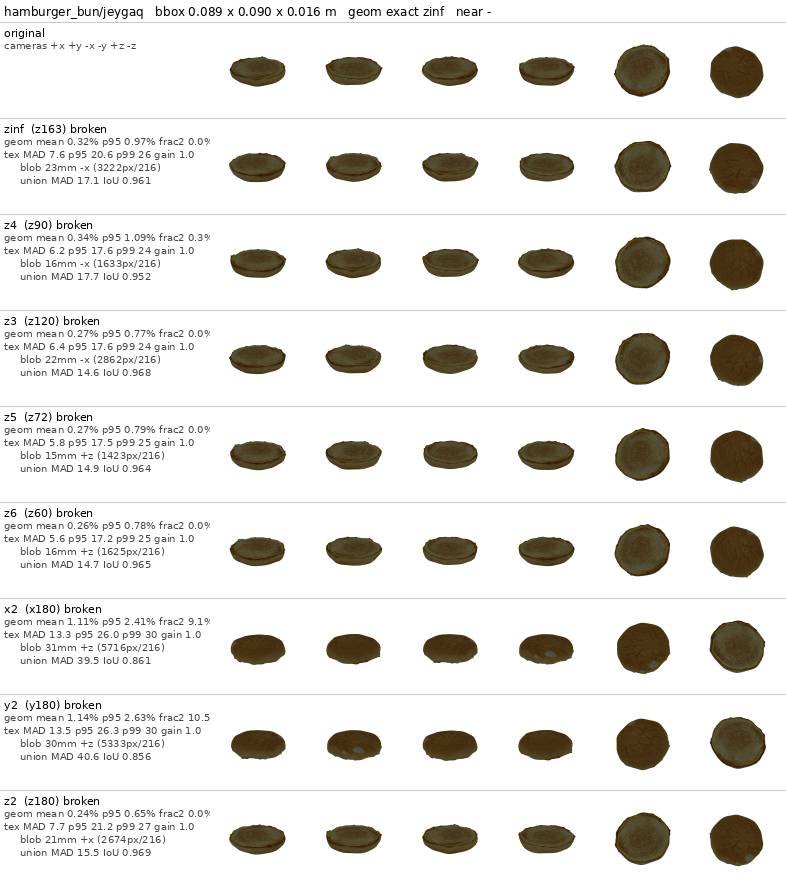 hamburger_bun/jeygaq bbox 0.089 x 0.090 x 0.016 m geom exact zinf near -
original
cameras +x +y -x -y +z -z
zinf (z163) broken
geom mean 0.32% p95 0.97% frac2 0.0%
tex MAD 7.6 p95 20.6 p99 26 gain 1.0
blob 23mm -x (3222px/216)
union MAD 17.1 IoU 0.961
z4 (z90) broken
geom mean 0.34% p95 1.09% frac2 0.3%
tex MAD 6.2 p95 17.6 p99 24 gain 1.0
blob 16mm -x (1633px/216)
union MAD 17.7 IoU 0.952
z3 (z120) broken
geom mean 0.27% p95 0.77% frac2 0.0%
tex MAD 6.4 p95 17.6 p99 24 gain 1.0
blob 22mm -x (2862px/216)
union MAD 14.6 IoU 0.968
z5 (z72) broken
geom mean 0.27% p95 0.79% frac2 0.0%
tex MAD 5.8 p95 17.5 p99 25 gain 1.0
blob 15mm +z (1423px/216)
union MAD 14.9 IoU 0.964
z6 (z60) broken
geom mean 0.26% p95 0.78% frac2 0.0%
tex MAD 5.6 p95 17.2 p99 25 gain 1.0
blob 16mm +z (1625px/216)
union MAD 14.7 IoU 0.965
x2 (x180) broken
geom mean 1.11% p95 2.41% frac2 9.1%
tex MAD 13.3 p95 26.0 p99 30 gain 1.0
blob 31mm +z (5716px/216)
union MAD 39.5 IoU 0.861
y2 (y180) broken
geom mean 1.14% p95 2.63% frac2 10.5
tex MAD 13.5 p95 26.3 p99 30 gain 1.0
blob 30mm +z (5333px/216)
union MAD 40.6 IoU 0.856
z2 (z180) broken
geom mean 0.24% p95 0.65% frac2 0.0%
tex MAD 7.7 p95 21.2 p99 27 gain 1.0
blob 21mm +x (2674px/216)
union MAD 15.5 IoU 0.969